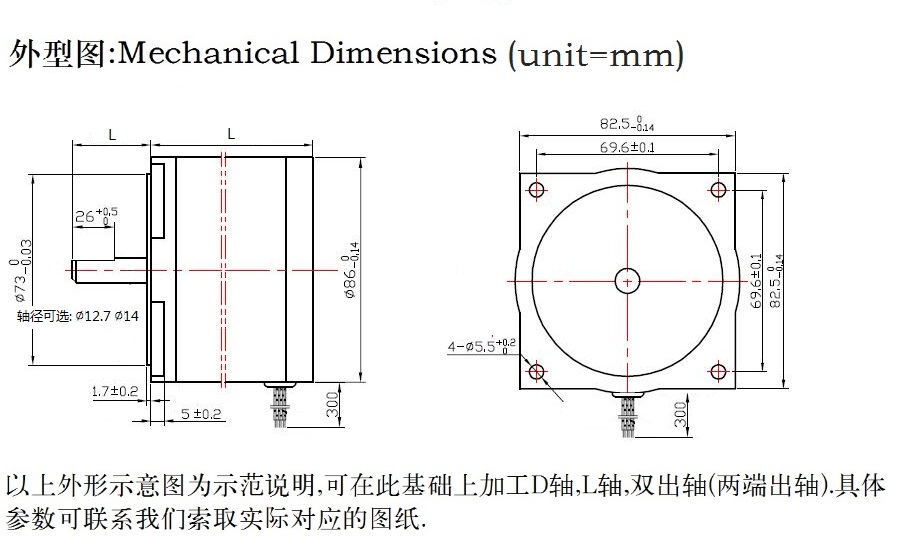 外型图:Mechanical Dimensions (unit=mm)
L
L
26 +0.5 0
Ø73 0 -0.03
轴径可选: Ø12.7 Ø14
Ø86 0 -0.14
1.7±0.2
5±0.2
300
82.5 0 -0.14
69.6±0.1
69.6±0.1
82.5 0 -0.14
4-Ø5.5 +0.2 0
300
以上外形示意图为示范说明,可在此基础上加工D轴,L轴,双出轴(两端出轴).具体
参数可联系我们索取实际对应的图纸.